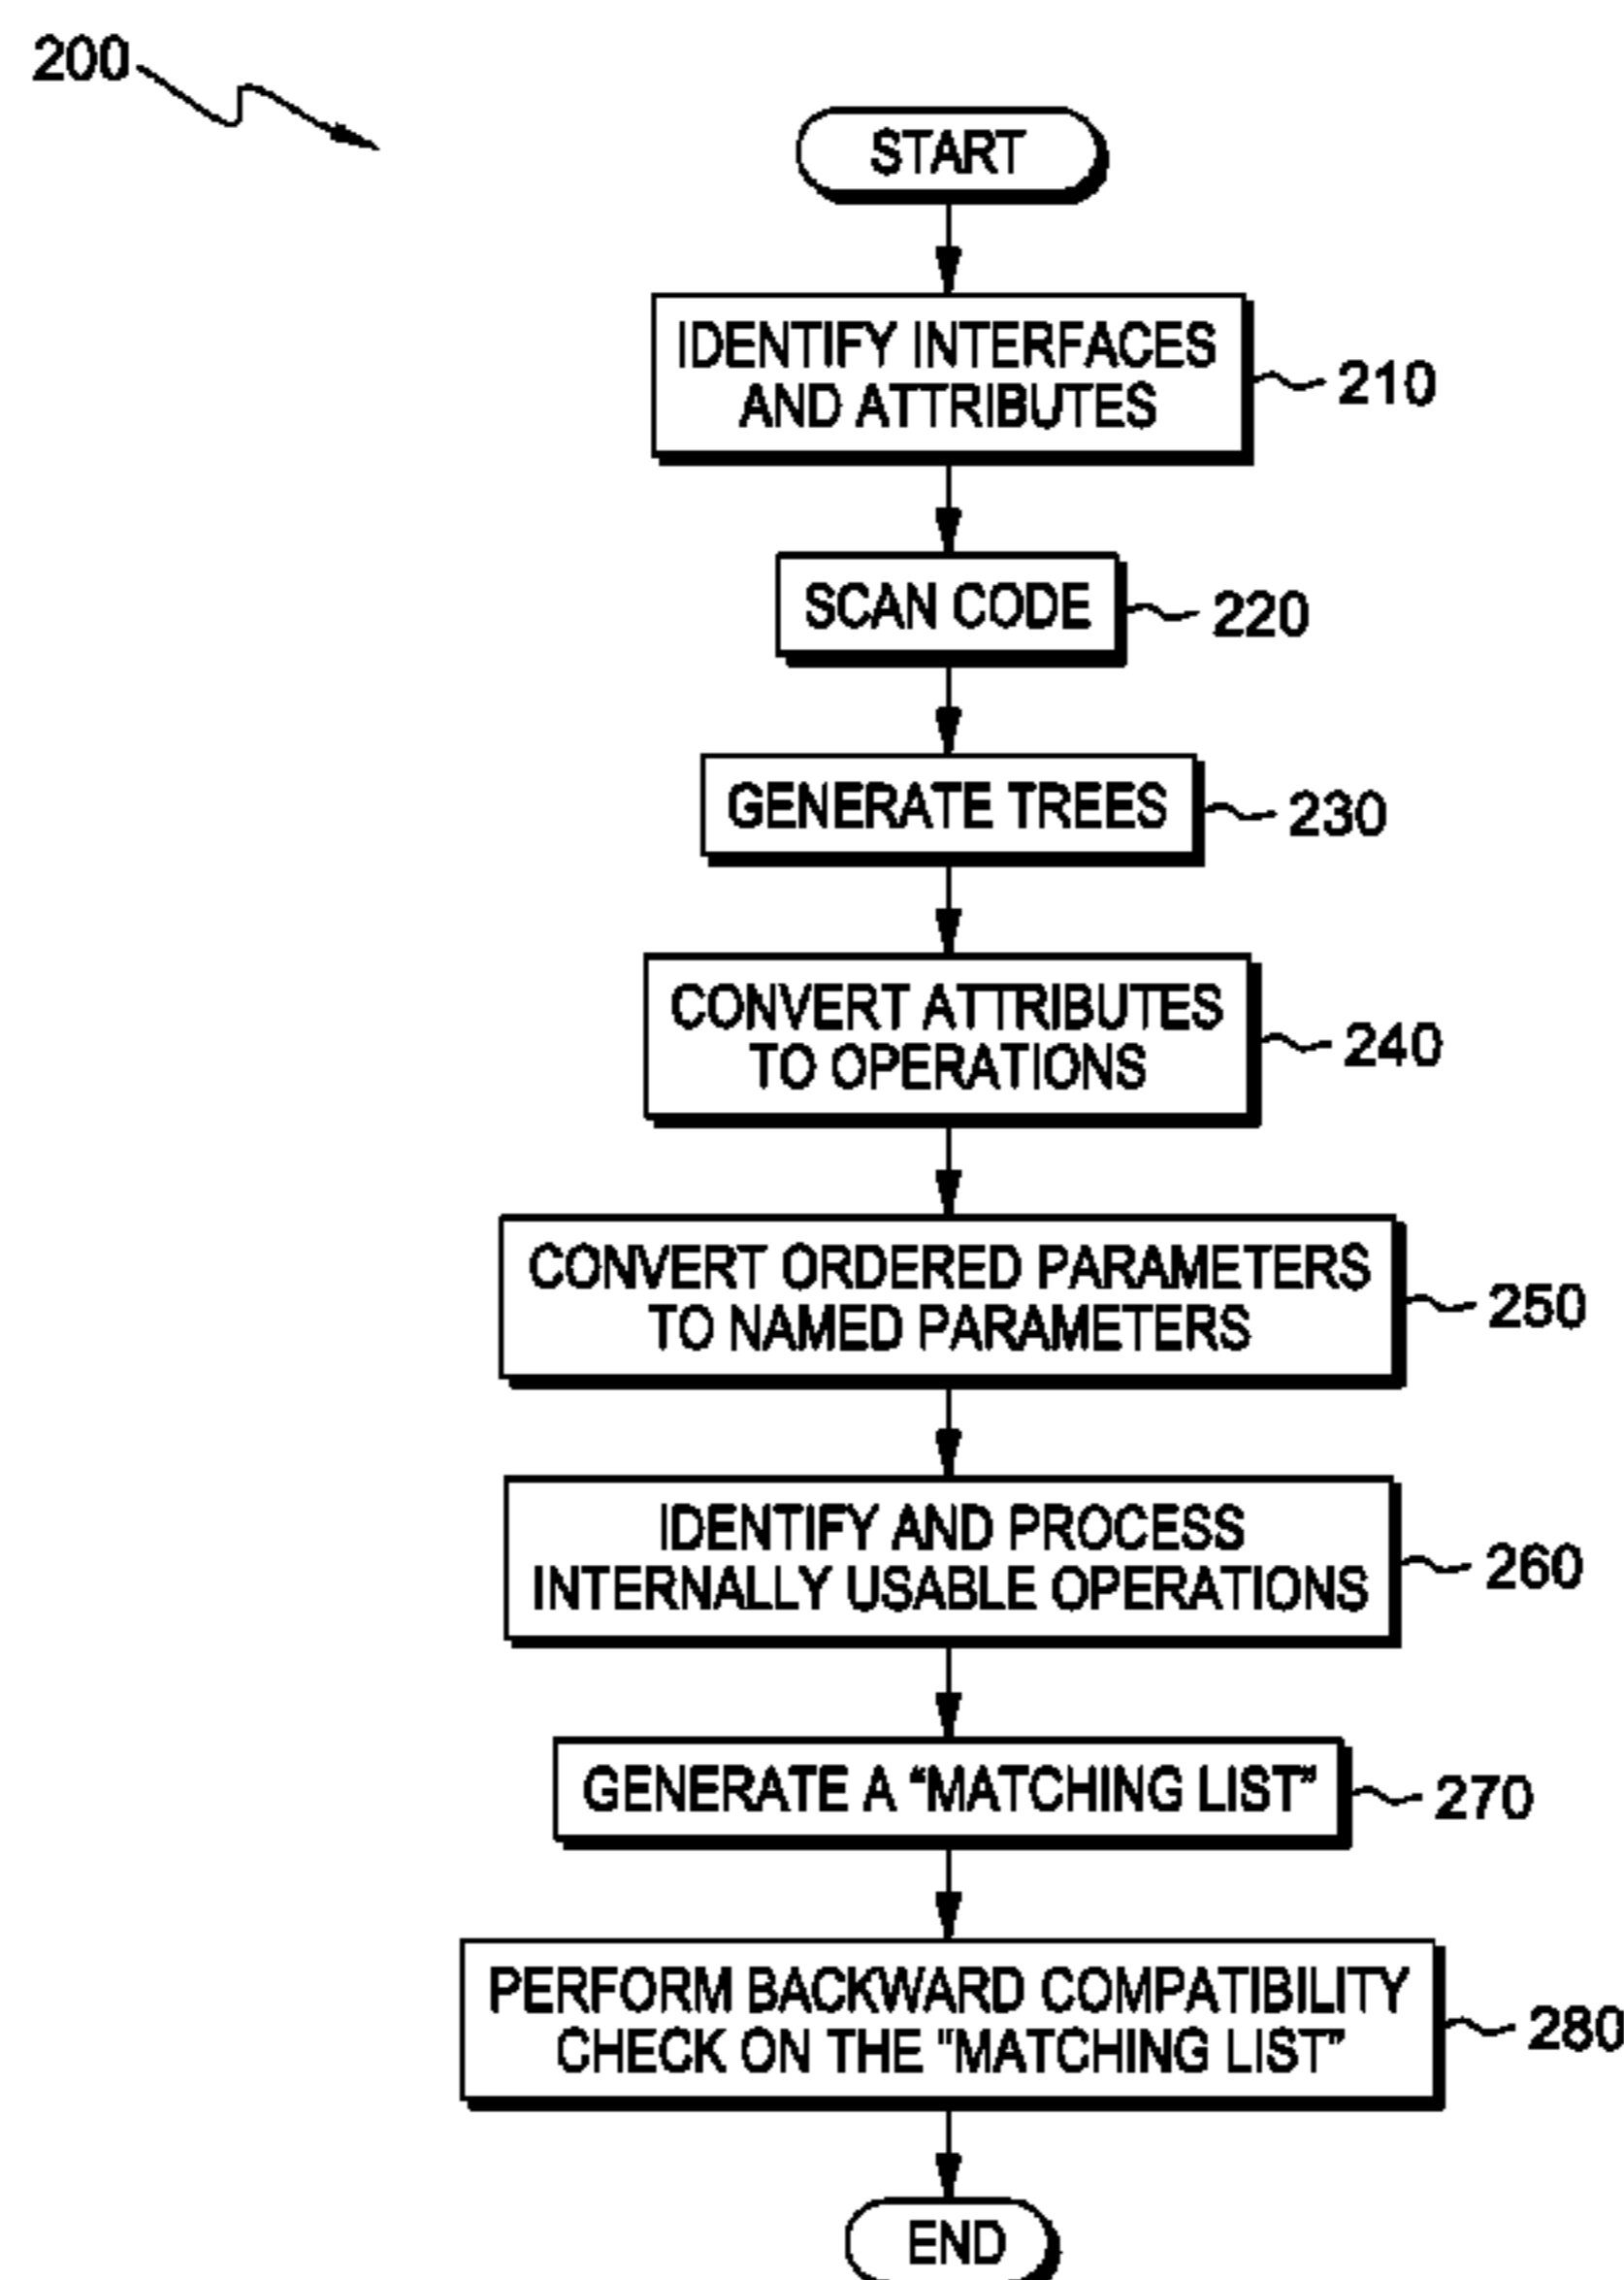 200
START
IDENTIFY INTERFACES
AND ATTRIBUTES
210
SCAN CODE
220
GENERATE TREES
230
CONVERT ATTRIBUTES
TO OPERATIONS
240
CONVERT ORDERED PARAMETERS
TO NAMED PARAMETERS
250
IDENTIFY AND PROCESS
INTERNALLY USABLE OPERATIONS
260
GENERATE A “MATCHING LIST”
270
PERFORM BACKWARD COMPATIBILITY
CHECK ON THE "MATCHING LIST”
280
END